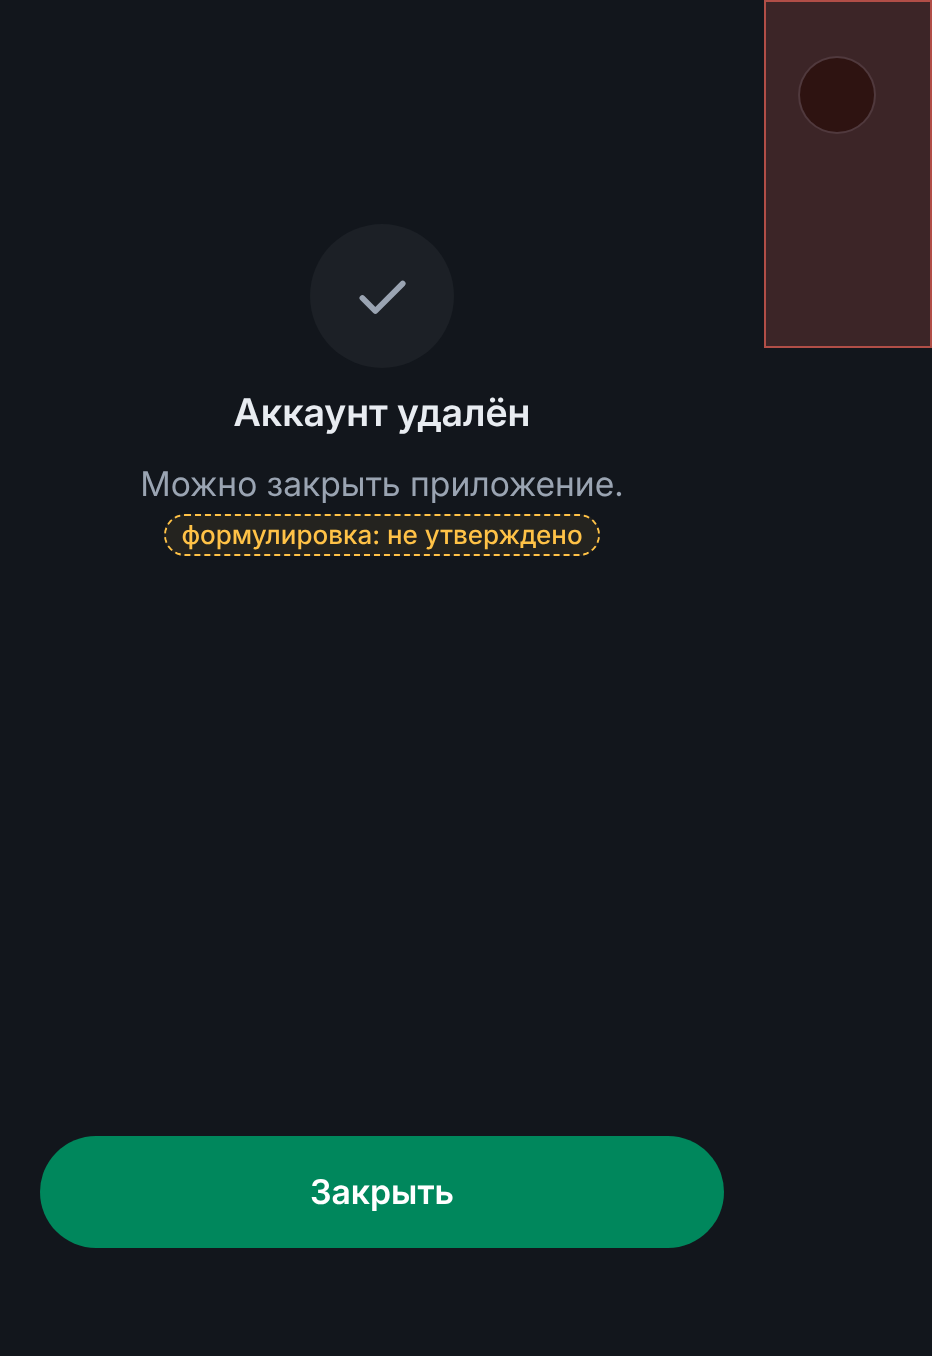 Аккаунт удалён
Можно закрыть приложение.
формулировка: не утверждено
Закрыть